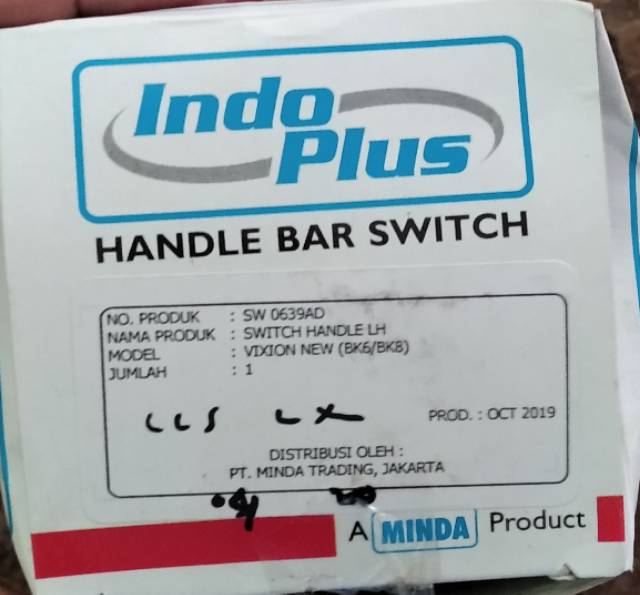 Indo
Plus
HANDLE BAR SWITCH
NO. PRODUK : SW 0639AD
NAMA PRODUK : SWITCH HANDLE LH
MODEL : VIXION NEW (BK6/BK8)
JUMLAH : 1
PROD. : OCT 2019
DISTRIBUSI OLEH :
PT. MINDA TRADING, JAKARTA
A MINDA Product